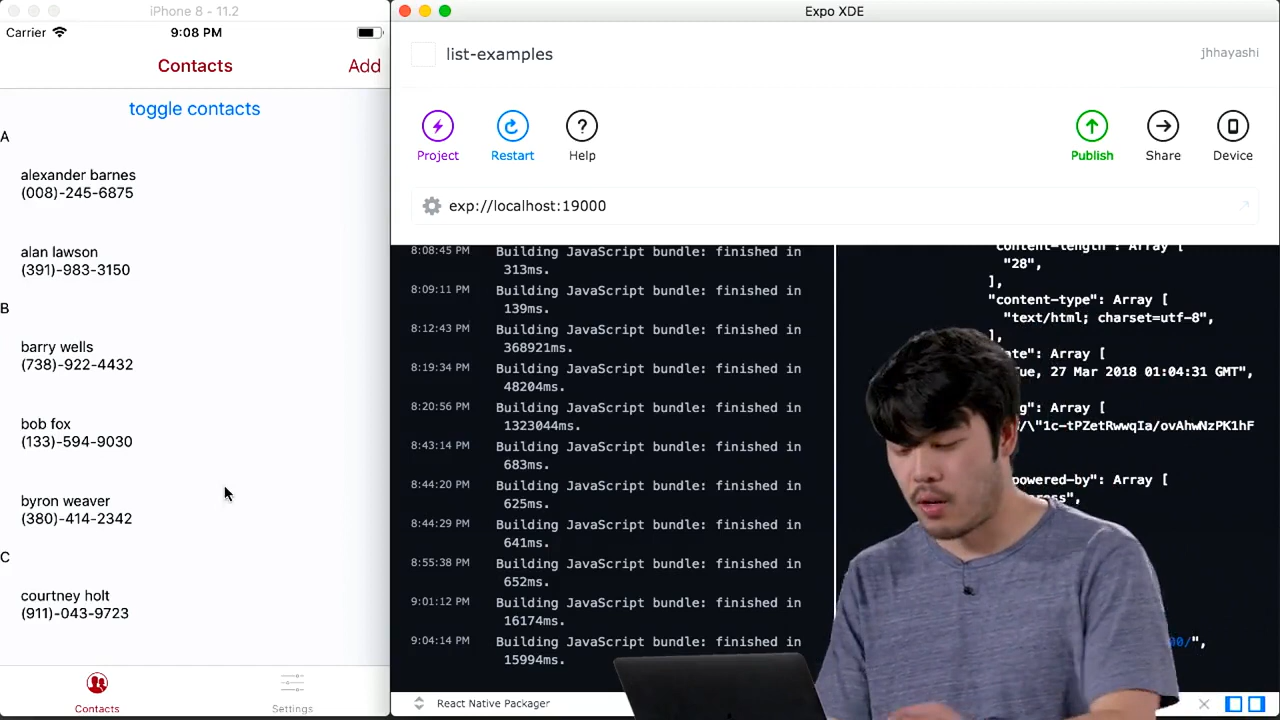 iPhone 8 - 11.2
Carrier
9:08 PM
Contacts
Add
toggle contacts
A
alexander barnes
(008)-245-6875
alan lawson
(391)-983-3150
B
barry wells
(738)-922-4432
bob fox
(133)-594-9030
byron weaver
(380)-414-2342
C
courtney holt
(911)-043-9723
Contacts
Settings
Expo XDE
list-examples
jhhayashi
Project
Restart
Help
Publish
Share
Device
exp://localhost:19000
8:08:45 PM Building JavaScript bundle: finished in
313ms.
8:09:11 PM Building JavaScript bundle: finished in
139ms.
8:12:43 PM Building JavaScript bundle: finished in
368921ms.
8:19:34 PM Building JavaScript bundle: finished in
48204ms.
8:20:56 PM Building JavaScript bundle: finished in
1323044ms.
8:43:14 PM Building JavaScript bundle: finished in
683ms.
8:44:20 PM Building JavaScript bundle: finished in
625ms.
8:44:29 PM Building JavaScript bundle: finished in
641ms.
8:55:38 PM Building JavaScript bundle: finished in
652ms.
9:01:12 PM Building JavaScript bundle: finished in
16174ms.
9:04:14 PM Building JavaScript bundle: finished in
15994ms.
"content-length": Array [
"28",
],
"content-type": Array [
"text/html; charset=utf-8",
],
Array [
27 Mar 2018 01:04:31 GMT",
Array [
/\"1c-tPZetRwwqIa/ovAhwNzPK1hF
powered-by": Array [
00/",
React Native Packager